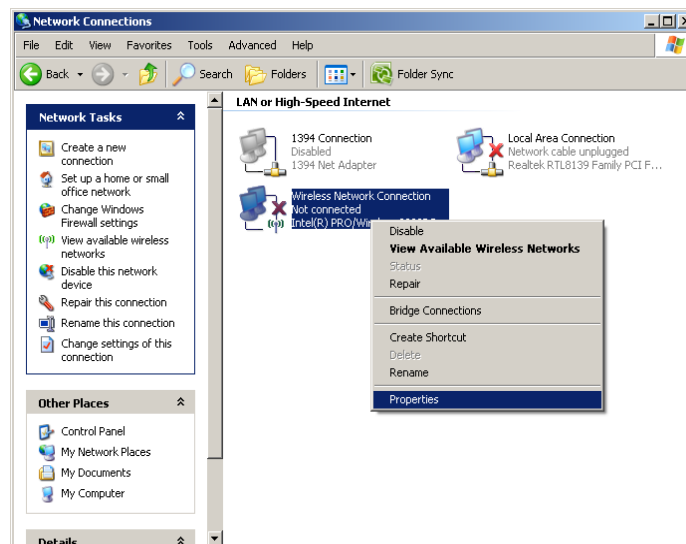 Network Connections
File Edit View Favorites Tools Advanced Help
Back Search Folders Folder Sync
Network Tasks
Create a new
connection
Set up a home or small
office network
Change Windows
Firewall settings
View available wireless
networks
Disable this network
device
Repair this connection
Rename this connection
Change settings of this
connection
Other Places
Control Panel
My Network Places
My Documents
My Computer
Details
LAN or High-Speed Internet
1394 Connection
Disabled
1394 Net Adapter
Local Area Connection
Network cable unplugged
Realtek RTL8139 Family PCI F...
Wireless Network Connection
Not connected
Intel(R)
Disable
View Available Wireless Networks
Status
Repair
Bridge Connections
Create Shortcut
Delete
Rename
Properties